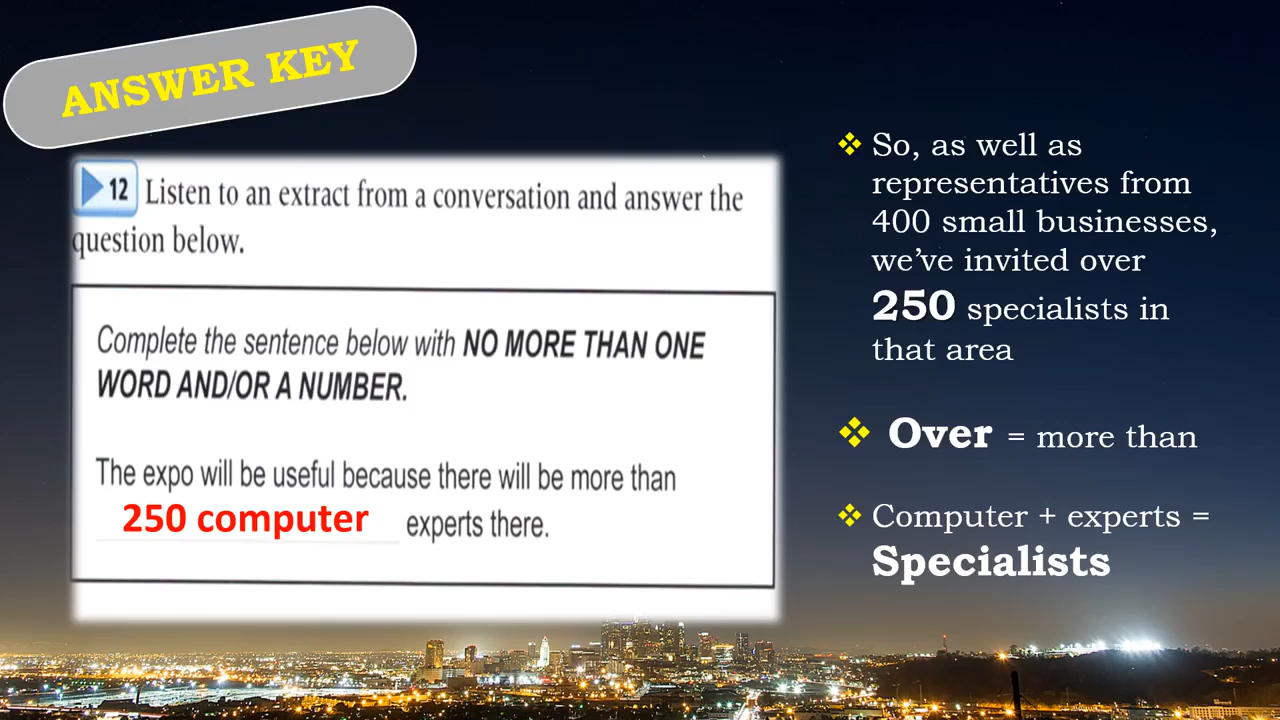 ANSWER KEY
12 Listen to an extract from a conversation and answer the
question below.
Complete the sentence below with NO MORE THAN ONE
WORD AND/OR A NUMBER.
The expo will be useful because there will be more than
250 computer experts there.
❖ So, as well as
representatives from
400 small businesses,
we've invited over
250 specialists in
that area
❖ Over = more than
❖ Computer + experts =
Specialists